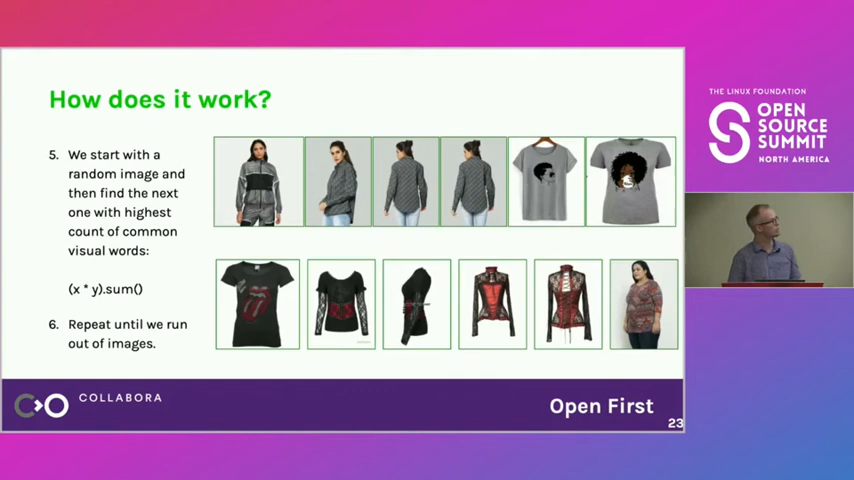 How does it work?
5. We start with a
random image and
then find the next
one with highest
count of common
visual words:
(x * y).sum()
6. Repeat until we run
out of images.
COLLABORA
Open First
23
THE LINUX FOUNDATION
OPEN
SOURCE
SUMMIT
NORTH AMERICA